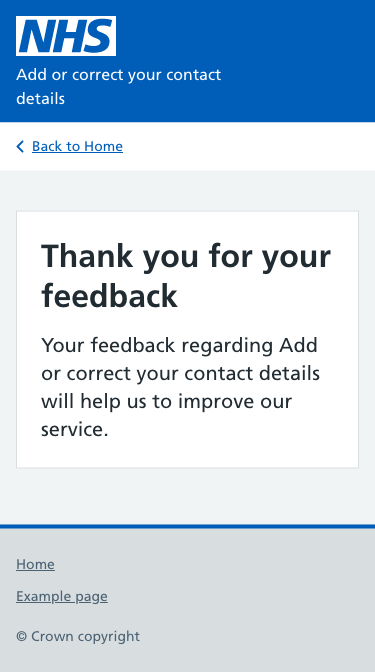 NHS
Add or correct your contact
details
Back to Home
Thank you for your
feedback
Your feedback regarding Add
or correct your contact details
will help us to improve our
service.
Home
Example page
© Crown copyright